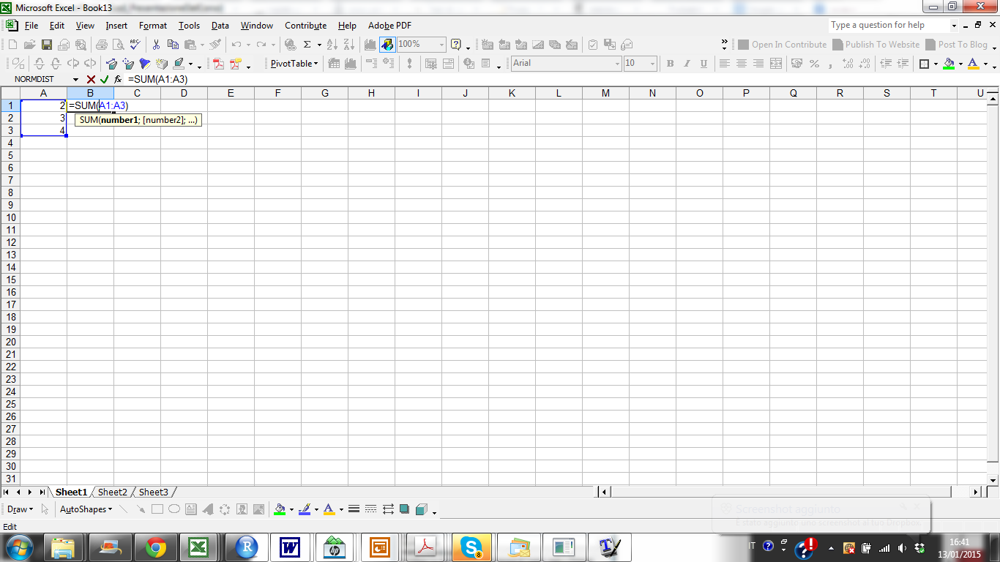 Microsoft Excel - Book13
File Edit View Insert Format Tools Data Window Contribute Help Adobe PDF
Type a question for help
100%
Open In Contribute Publish To Website Post To Blog
PivotTable
Arial 10
NORMDIST =SUM(A1:A3)
A B C D E F G H I J K L M N O P Q R S T U
1 2 =SUM(A1:A3)
2 3 SUM(number1; [number2]; ...)
3 4
4
5
6
7
8
9
10
11
12
13
14
15
16
17
18
19
20
21
22
23
24
25
26
27
28
29
30
31
Sheet1 Sheet2 Sheet3
Draw AutoShapes
Screenshot aggiunto
È stato aggiunto uno screenshot al tuo Dropbox.
Edit
IT 16:41
13/01/2015